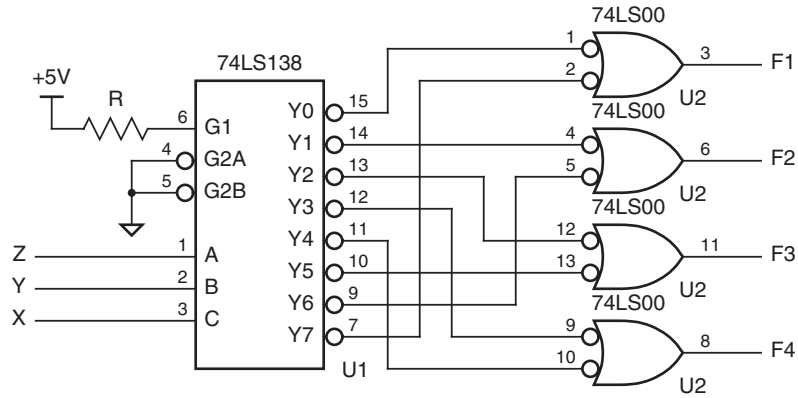 74LS00
1
2
3
F1
U2
74LS138
+5V
R
6
G1
4
G2A
5
G2B
Z
1
A
Y
2
B
X
3
C
Y0
15
Y1
14
Y2
13
Y3
12
Y4
11
Y5
10
Y6
9
Y7
7
U1
74LS00
4
5
6
F2
U2
74LS00
12
13
11
F3
U2
74LS00
9
10
8
F4
U2